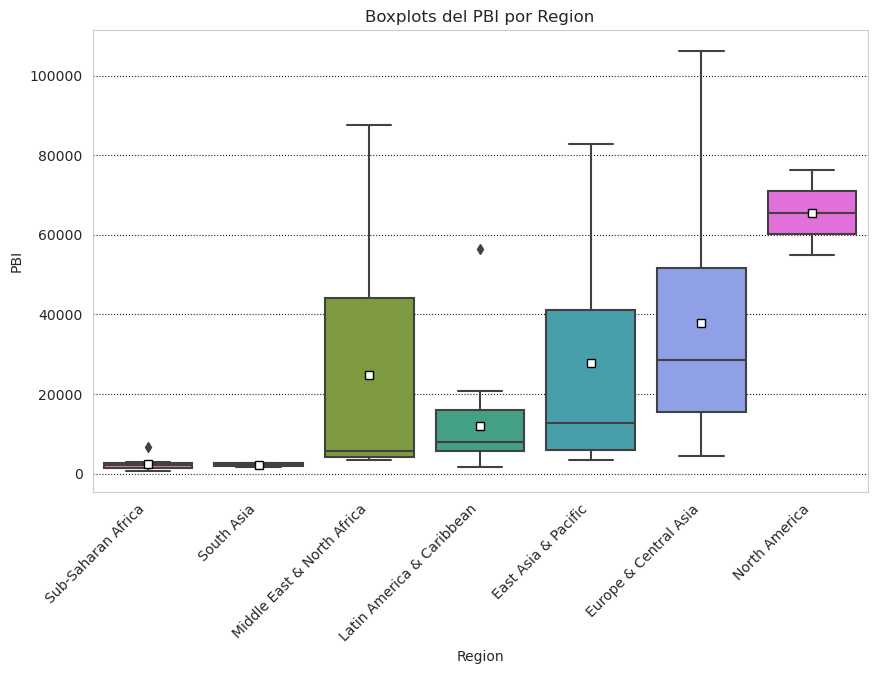 Boxplots del PBI por Region
PBI
100000
80000
60000
40000
20000
0
Sub-Saharan Africa
South Asia
Middle East & North Africa
Latin America & Caribbean
East Asia & Pacific
Europe & Central Asia
North America
Region